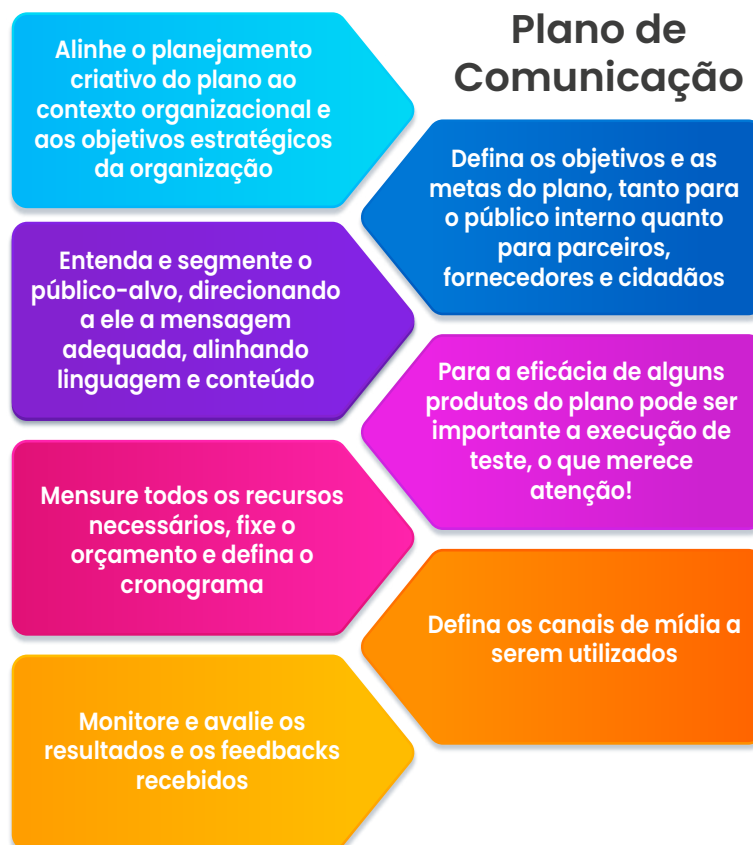 Plano de
Comunicação
Alinhe o planejamento
criativo do plano ao
contexto organizacional e
aos objetivos estratégicos
da organização
Defina os objetivos e as
metas do plano, tanto para
o público interno quanto
para parceiros,
fornecedores e cidadãos
Entenda e segmente o
público-alvo, direcionando
a ele a mensagem
adequada, alinhando
linguagem e conteúdo
Para a eficácia de alguns
produtos do plano pode ser
importante a execução de
teste, o que merece
atenção!
Mensure todos os recursos
necessários, fixe o
orçamento e defina o
cronograma
Defina os canais de mídia a
serem utilizados
Monitore e avalie os
resultados e os feedbacks
recebidos